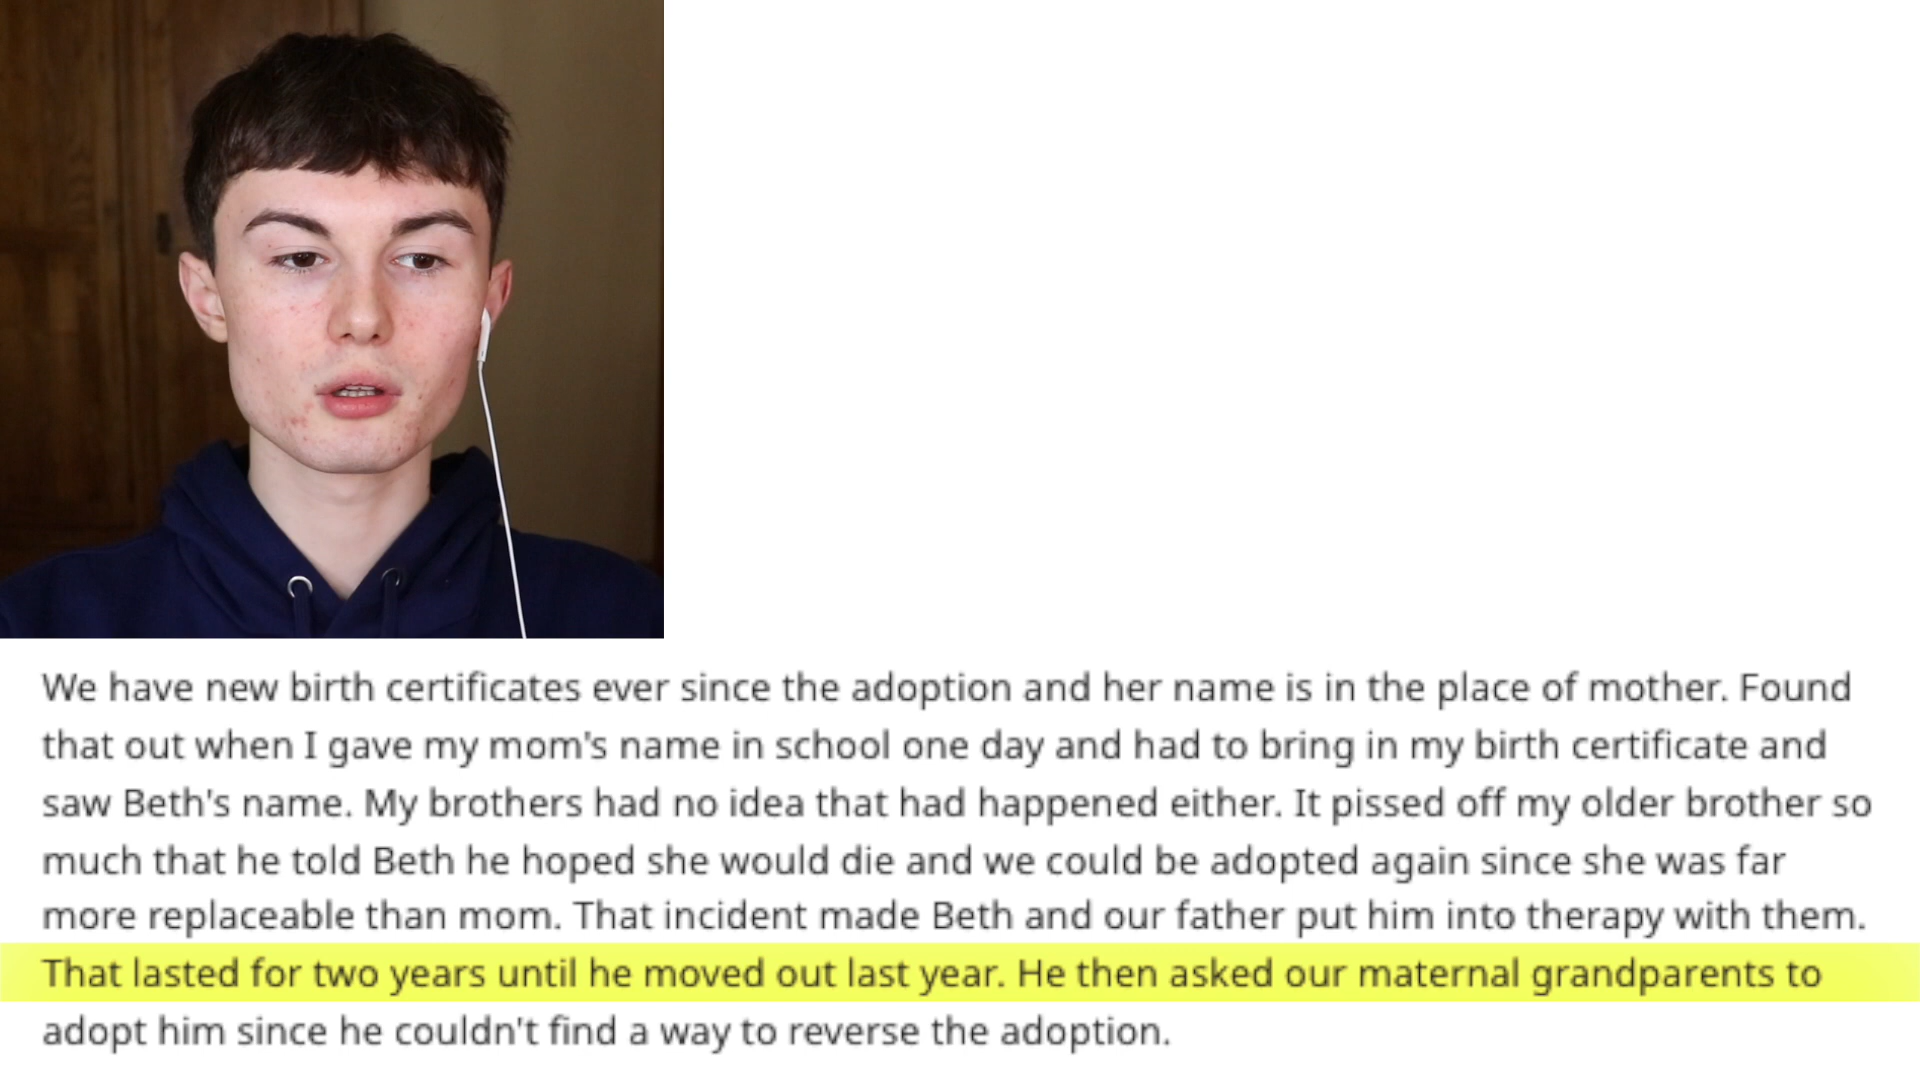 We have new birth certificates ever since the adoption and her name is in the place of mother. Found
that out when I gave my mom's name in school one day and had to bring in my birth certificate and
saw Beth's name. My brothers had no idea that had happened either. It pissed off my older brother so
much that he told Beth he hoped she would die and we could be adopted again since she was far
more replaceable than mom. That incident made Beth and our father put him into therapy with them.
That lasted for two years until he moved out last year. He then asked our maternal grandparents to
adopt him since he couldn't find a way to reverse the adoption.